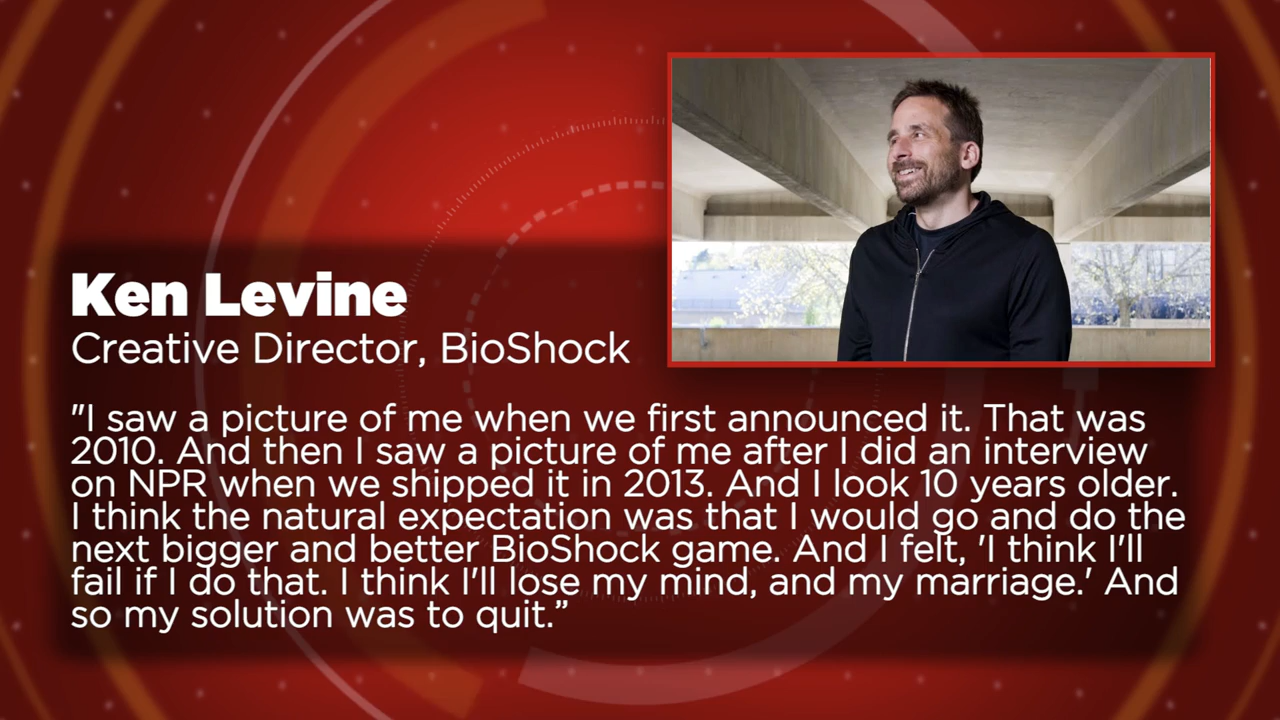 Ken Levine
Creative Director, BioShock
"I saw a picture of me when we first announced it. That was
2010. And then I saw a picture of me after I did an interview
on NPR when we shipped it in 2013. And I look 10 years older.
I think the natural expectation was that I would go and do the
next bigger and better BioShock game. And I felt, 'I think I'll
fail if I do that. I think I'll lose my mind, and my marriage.' And
so my solution was to quit.”